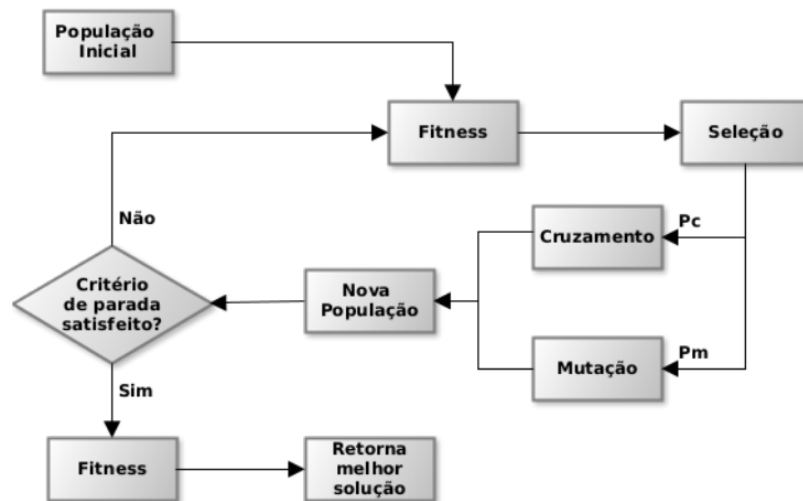 População
Inicial
Fitness
Seleção
Não
Pc
Cruzamento
Critério
de parada
satisfeito?
Nova
População
Pm
Mutação
Sim
Fitness
Retorna
melhor
solução